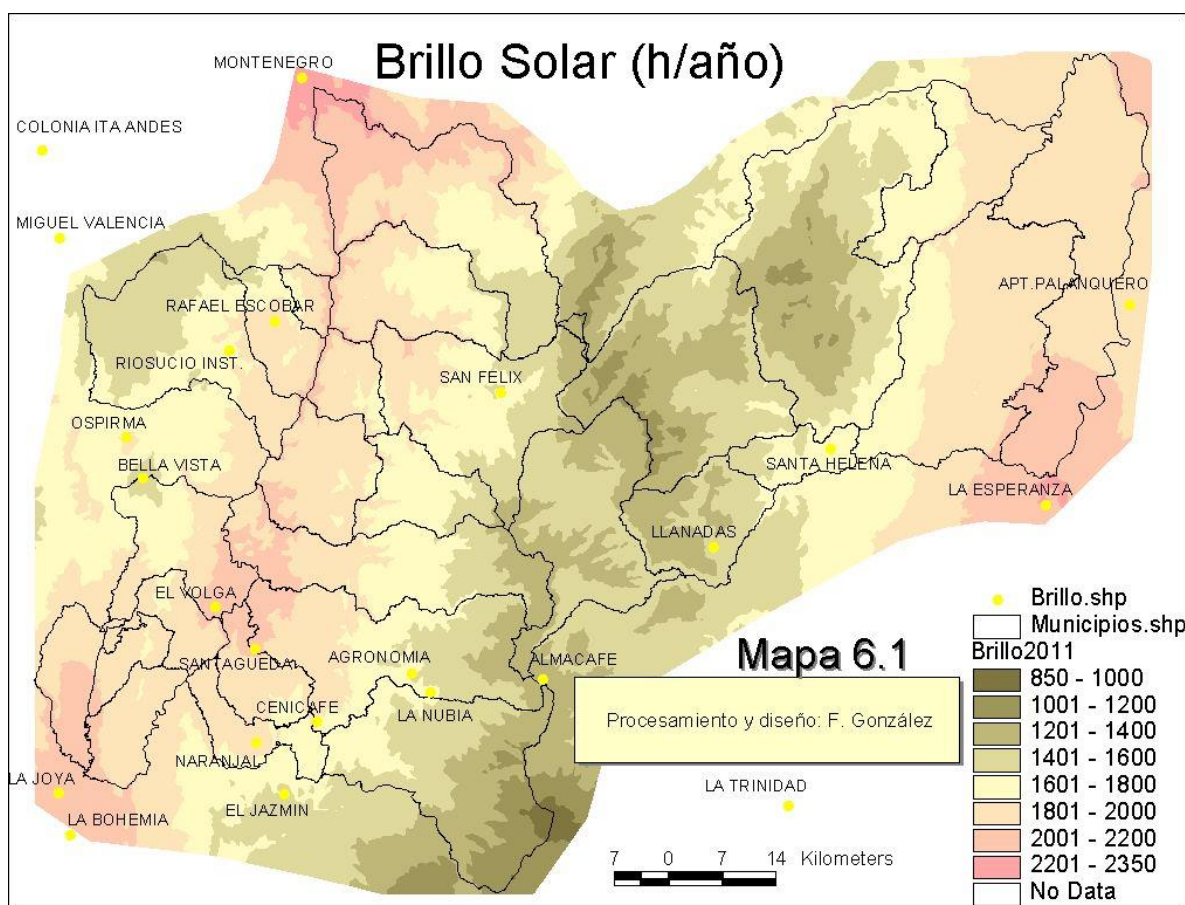 Brillo Solar (h/año)
MONTENEGRO
COLONIA ITA ANDES
MIGUEL VALENCIA
RAFAEL ESCOBAR
APT.PALANQUERO
RIOSUCIO INST.
SAN FELIX
OSPIRMA
BELLA VISTA
SANTA HELENA
LA ESPERANZA
LLANADAS
EL VOLGA
SANTAGUEDA
AGRONOMIA
ALMACAFE
CENICAFE
LA NUBIA
NARANJAL
LA JOYA
EL JAZMIN
LA TRINIDAD
LA BOHEMIA
Mapa 6.1
Procesamiento y diseño: F. González
7 0 7 14 Kilometers
Brillo.shp
Municipios.shp
Brillo2011
850 - 1000
1001 - 1200
1201 - 1400
1401 - 1600
1601 - 1800
1801 - 2000
2001 - 2200
2201 - 2350
No Data